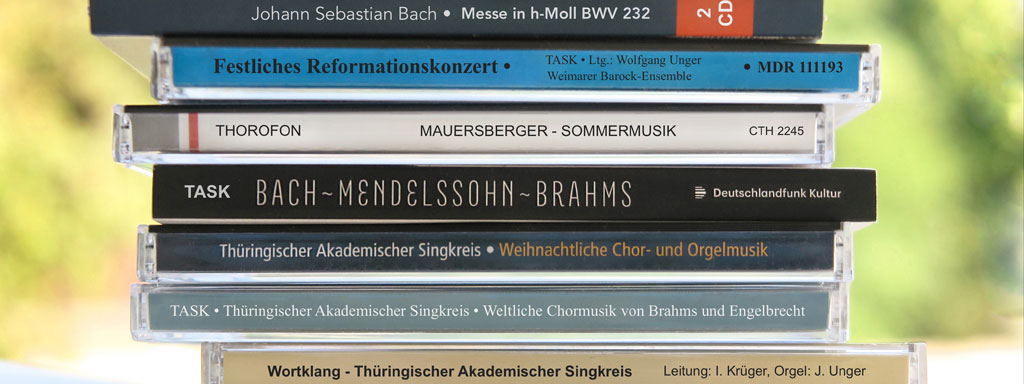 Johann Sebastian Bach • Messe in h-Moll BWV 232
2 CD
Festliches Reformationskonzert •
TASK • Ltg.: Wolfgang Unger
Weimarer Barock-Ensemble
• MDR 111193
THOROFON MAUERSBERGER - SOMMERMUSIK CTH 2245
TASK BACH~MENDELSSOHN~BRAHMS Deutschlandfunk Kultur
Thüringischer Akademischer Singkreis • Weihnachtliche Chor- und Orgelmusik
TASK • Thüringischer Akademischer Singkreis • Weltliche Chormusik von Brahms und Engelbrecht
Wortklang - Thüringischer Akademischer Singkreis Leitung: I. Krüger, Orgel: J. Unger